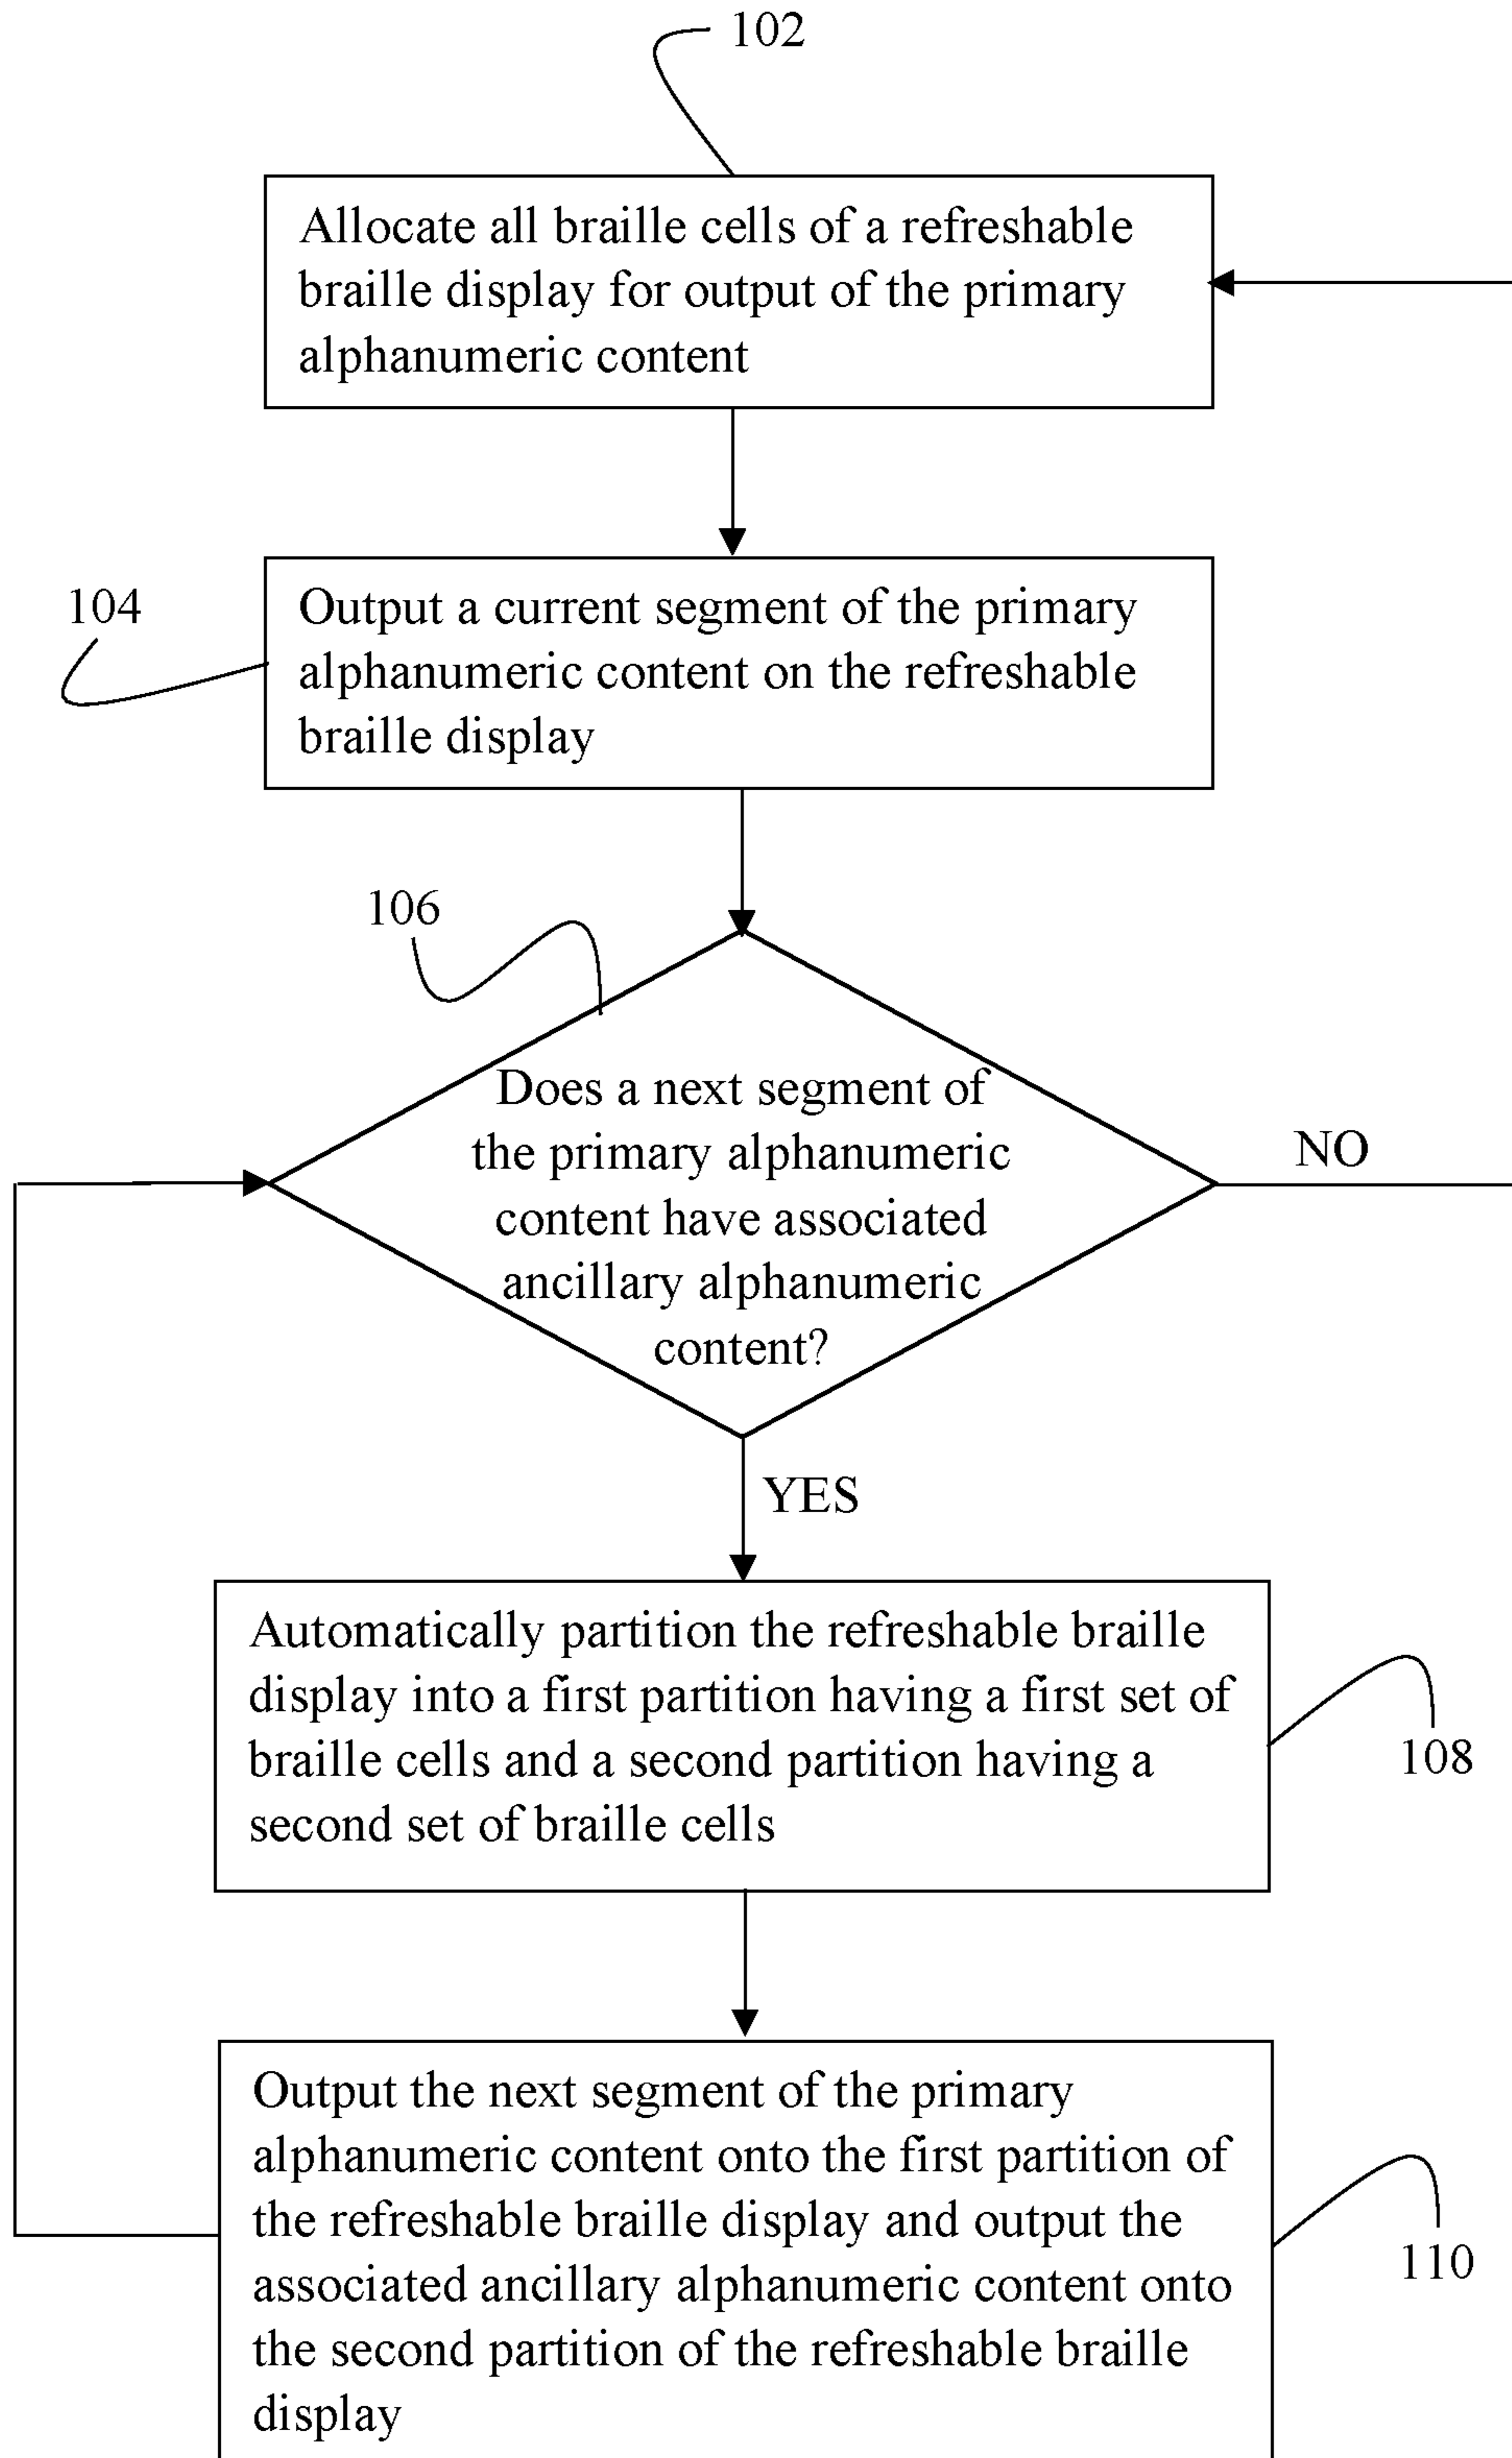 102
Allocate all braille cells of a refreshable
braille display for output of the primary
alphanumeric content
104
Output a current segment of the primary
alphanumeric content on the refreshable
braille display
106
Does a next segment of
the primary alphanumeric
content have associated
ancillary alphanumeric
content?
NO
YES
Automatically partition the refreshable braille
display into a first partition having a first set of
braille cells and a second partition having a
second set of braille cells
108
Output the next segment of the primary
alphanumeric content onto the first partition of
the refreshable braille display and output the
associated ancillary alphanumeric content onto
the second partition of the refreshable braille
display
110